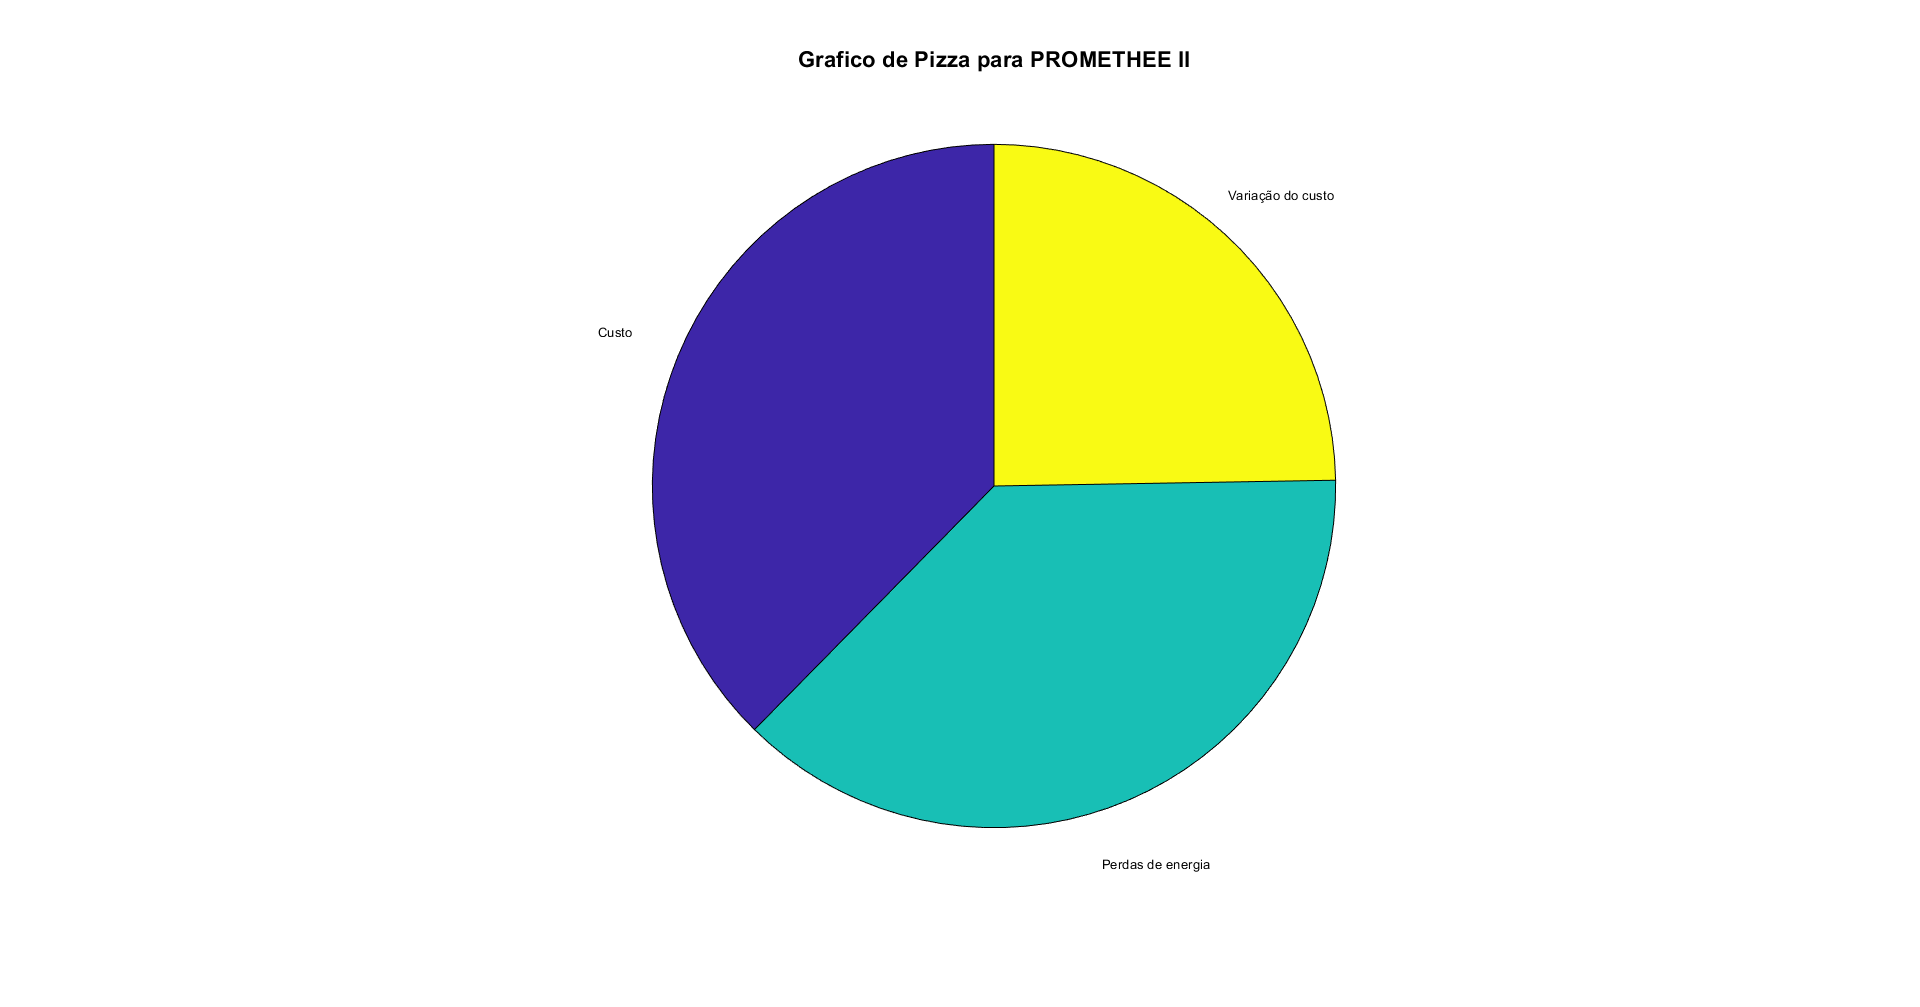 Grafico de Pizza para PROMETHEE II
Variação do custo
Custo
Perdas de energia